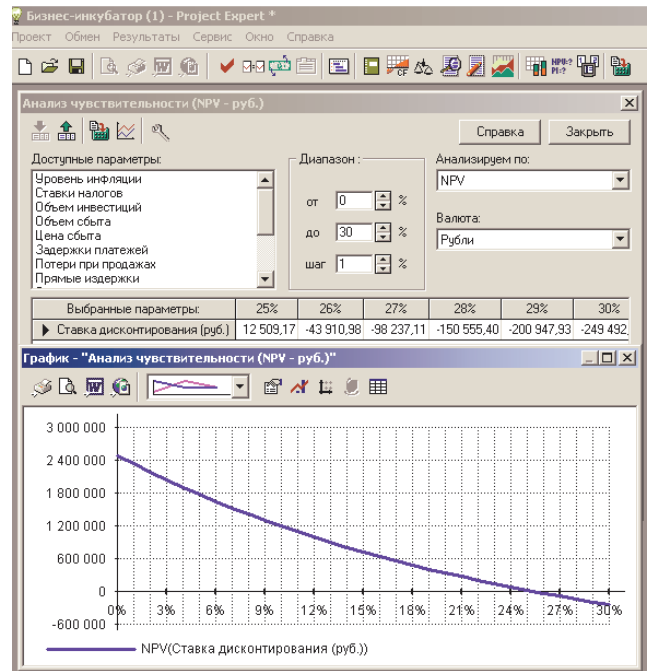 Бизнес-инкубатор (1) - Project Expert *
Проект Обмен Результаты Сервис Окно Справка
CF NPV-? PI-?
Анализ чувствительности (NPV - руб.)
Справка Закрыть
Доступные параметры: Диапазон : Анализируем по:
Уровень инфляции
Ставки налогов
Объем инвестиций
Объем сбыта
Цена сбыта
Задержки платежей
Потери при продажах
Прямые издержки
от 0 %
до 30 %
шаг 1 %
NPV
Валюта:
Рубли
Выбранные параметры: 25% 26% 27% 28% 29% 30%
Ставка дисконтирования (руб.) 12 509,17 -43 910,98 -98 237,11 -150 555,40 -200 947,93 -249 492,
График - "Анализ чувствительности (NPV - руб.)"
3 000 000
2 400 000
1 800 000
1 200 000
600 000
0
-600 000
0% 3% 6% 9% 12% 15% 18% 21% 24% 27% 30%
NPV(Ставка дисконтирования (руб.))